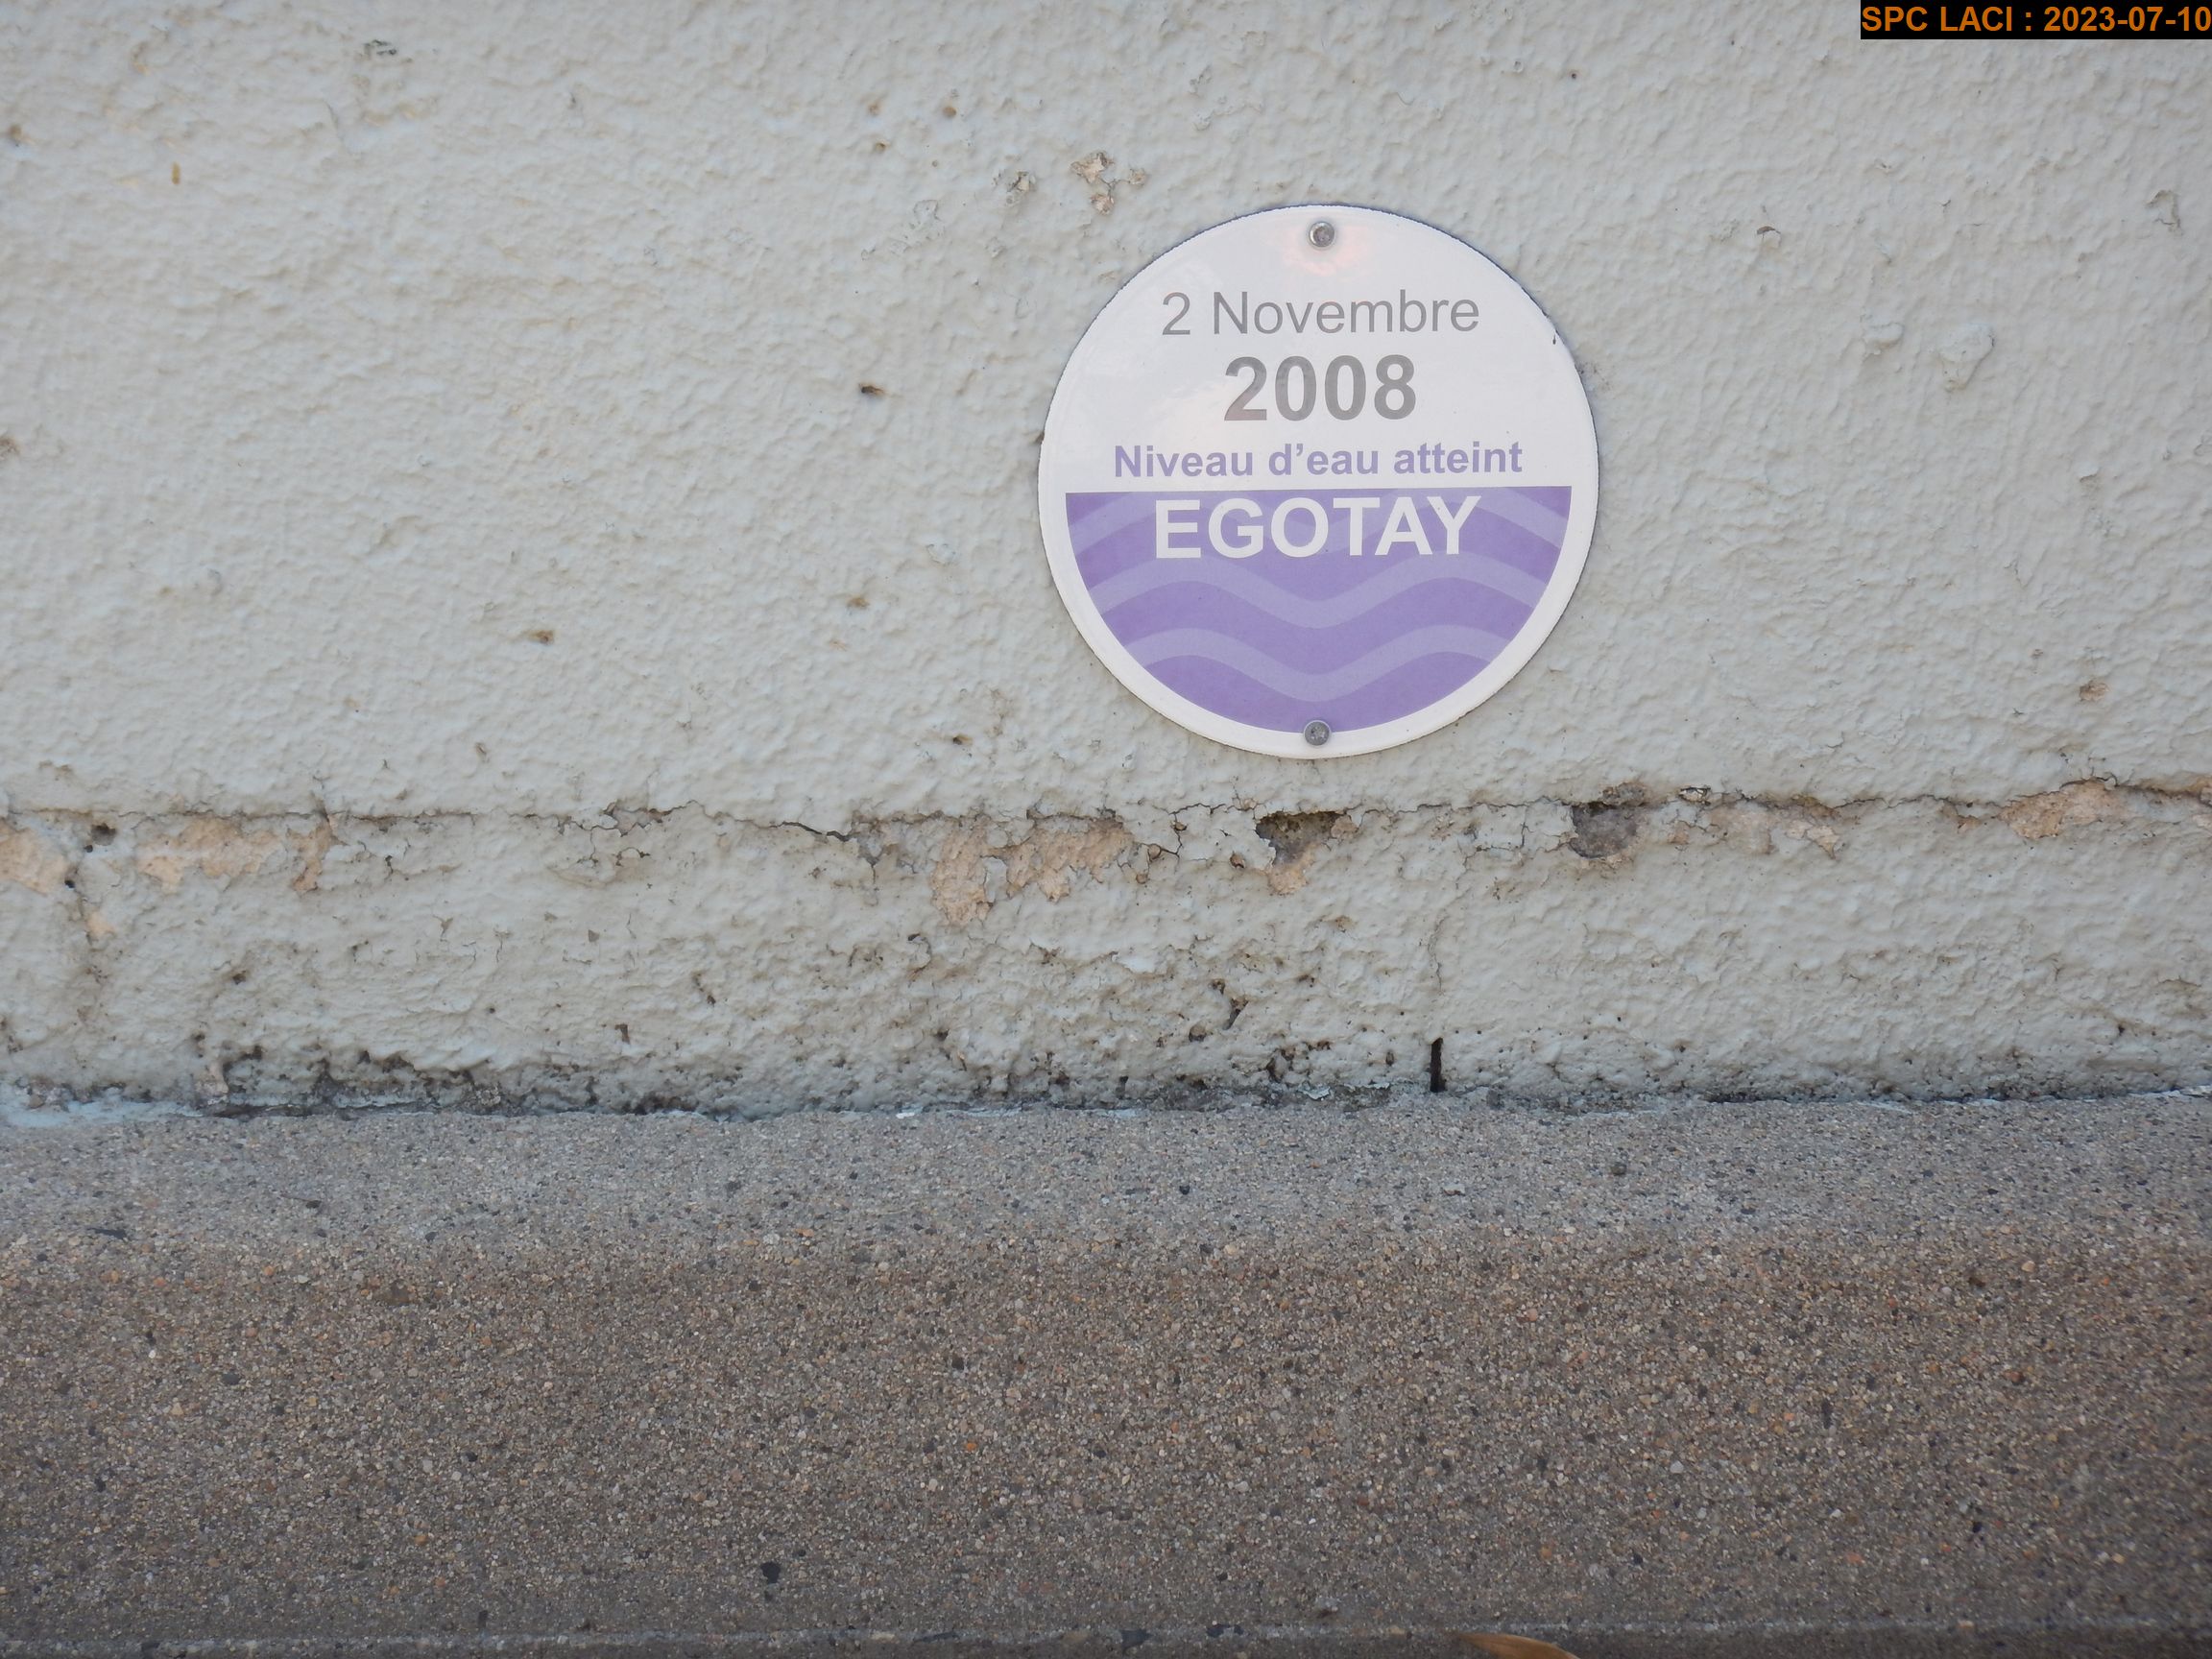 SPC LACI : 2023-07-10
2 Novembre
2008
Niveau d'eau atteint
EGOTAY